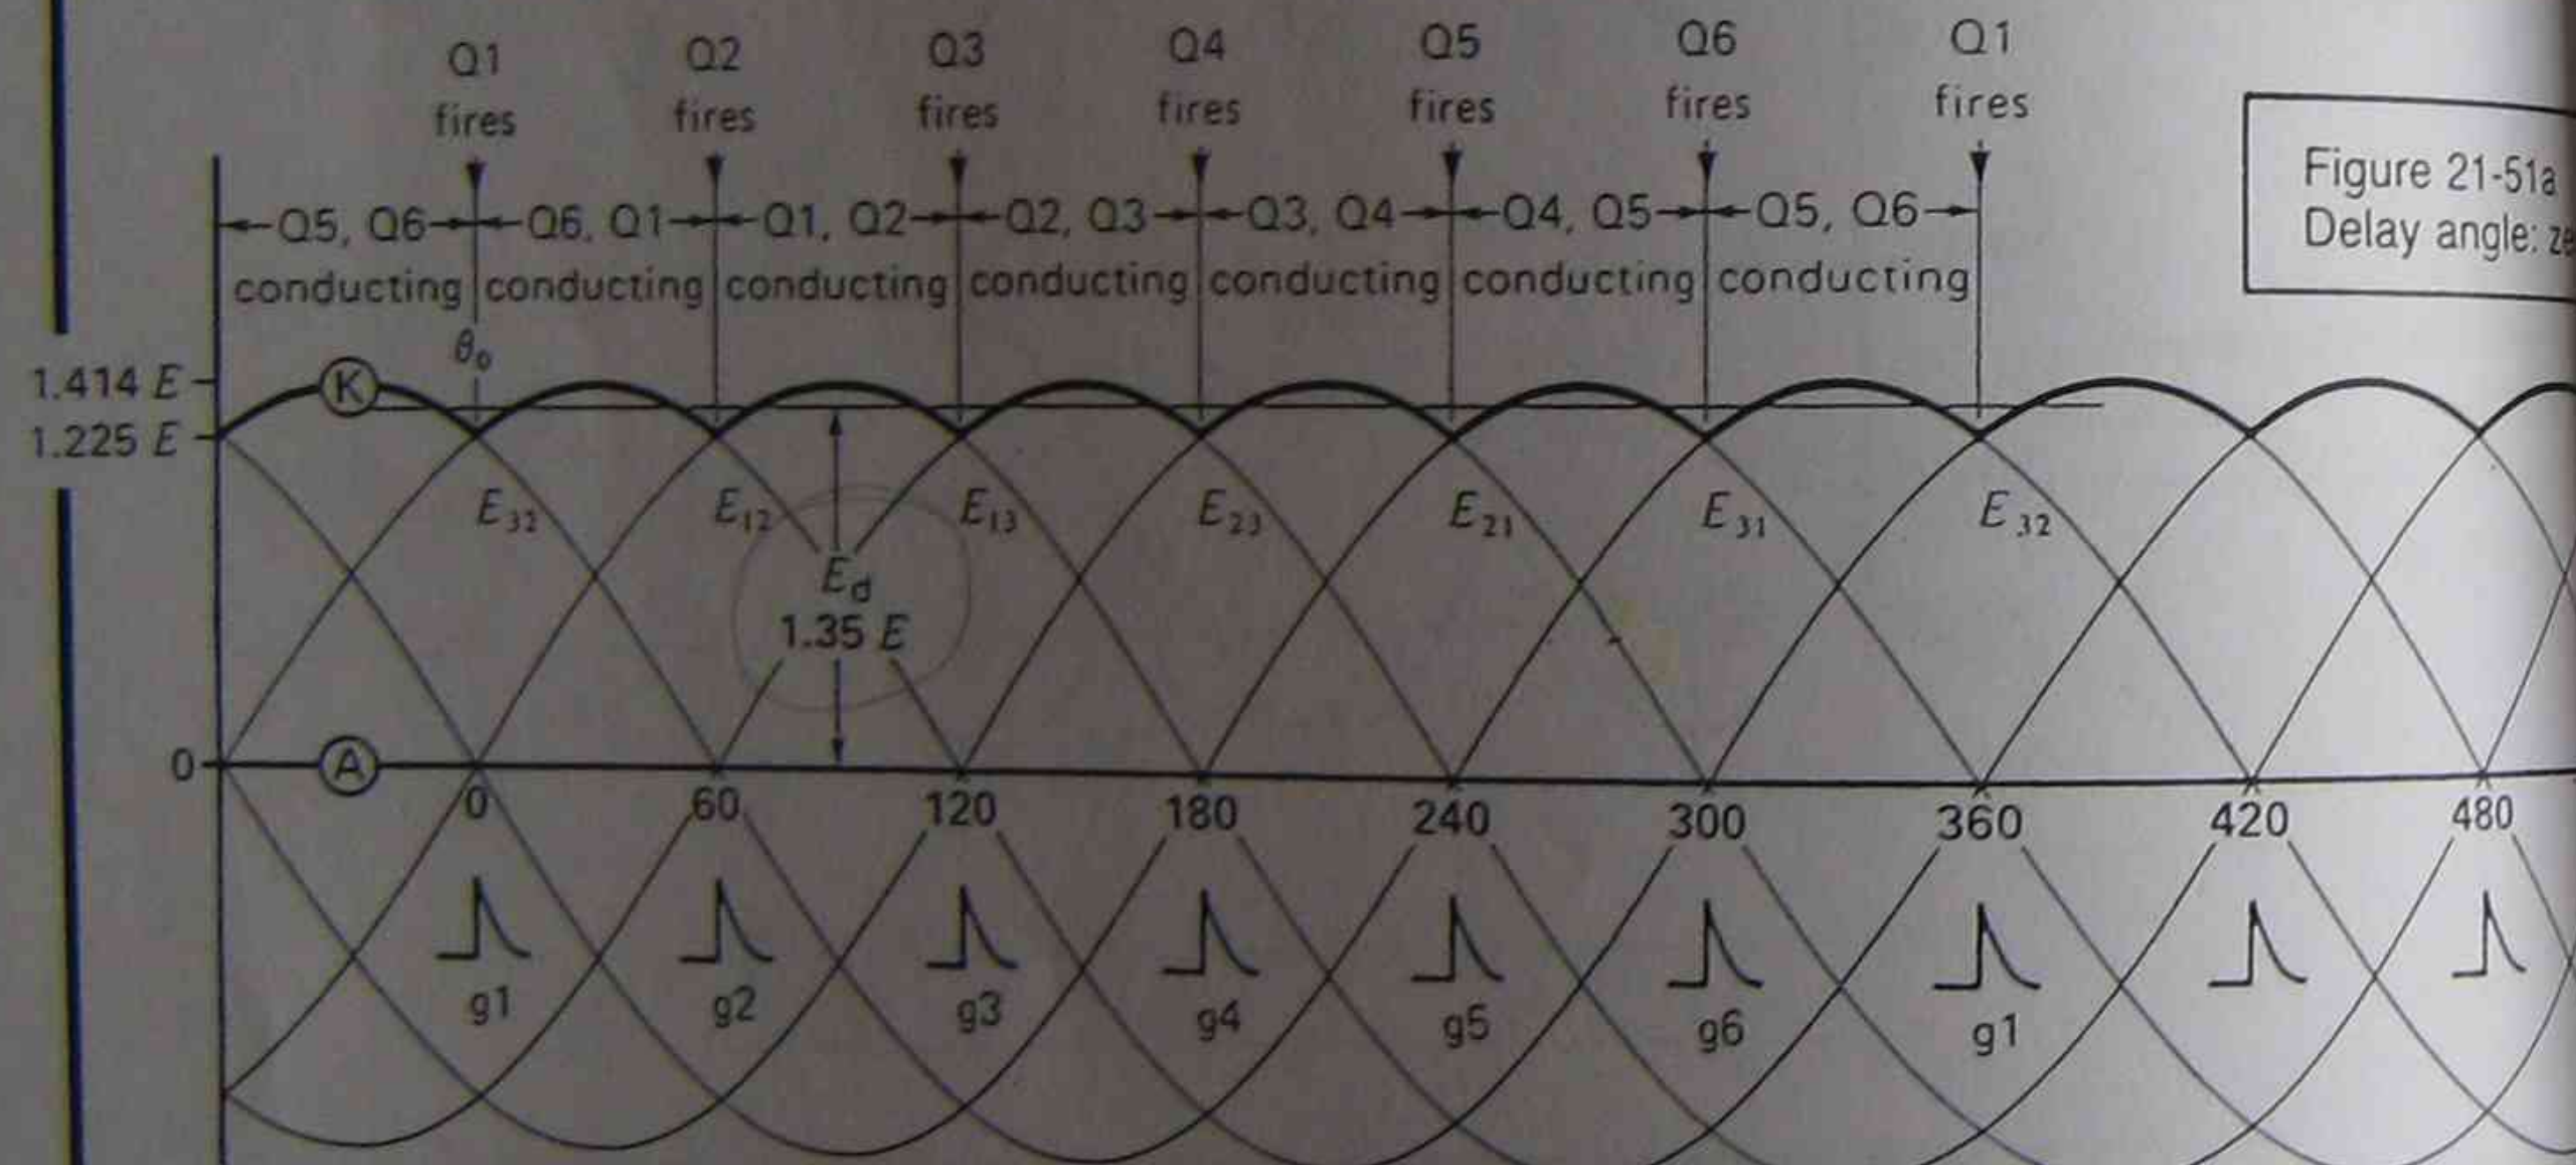 Q1 Q2 Q3 Q4 Q5 Q6 Q1
fires fires fires fires fires fires fires
Q5, Q6 Q6, Q1 Q1, Q2 Q2, Q3 Q3, Q4 Q4, Q5 Q5, Q6
conducting conducting conducting conducting conducting conducting conducting
Figure 21-51a
Delay angle:
θ₀
1.414 E K
1.225 E
E₃₂ E₁₂ E₁₃ E₂₃ E₂₁ E₃₁ E₃₂
E_d
1.35 E
0 A
0 60 120 180 240 300 360 420 480
g1 g2 g3 g4 g5 g6 g1